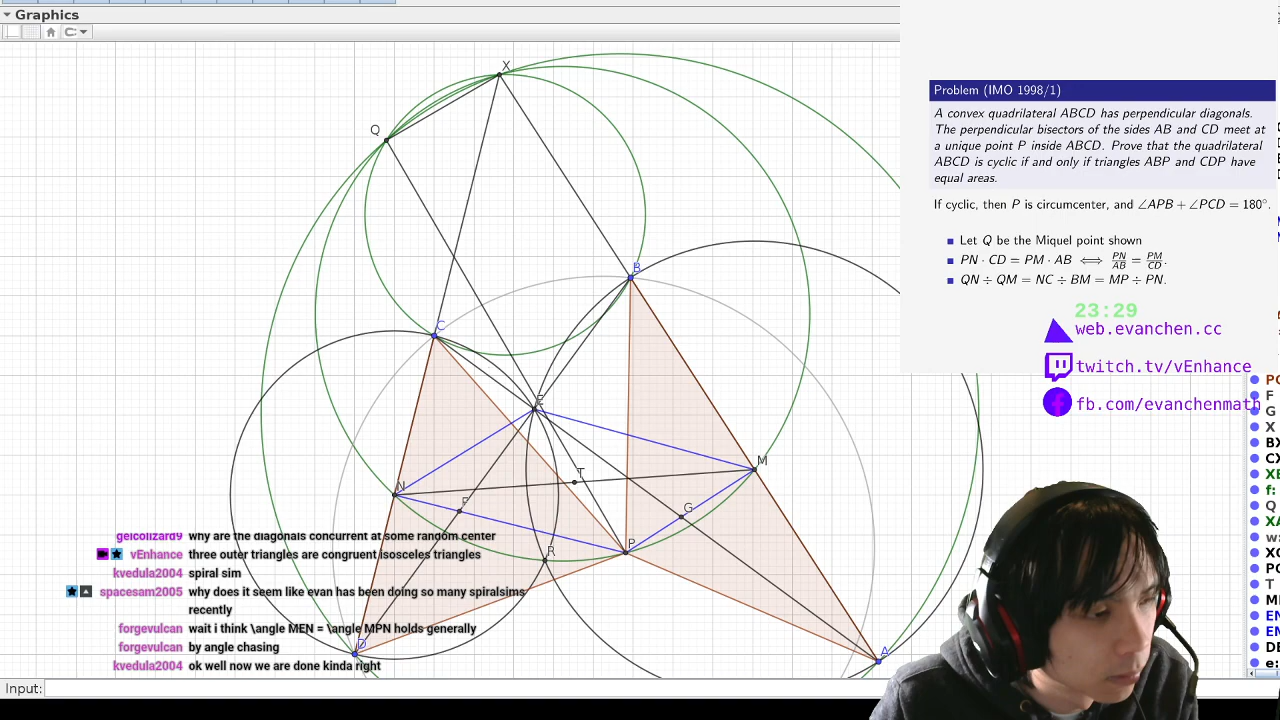 Graphics
Problem (IMO 1998/1)
A convex quadrilateral ABCD has perpendicular diagonals.
The perpendicular bisectors of the sides AB and CD meet at
a unique point P inside ABCD. Prove that the quadrilateral
ABCD is cyclic if and only if triangles ABP and CDP have
equal areas.
If cyclic, then P is circumcenter, and ∠APB + ∠PCD = 180°.
Let Q be the Miquel point shown
PN · CD = PM · AB ⟺ PN/AB = PM/CD.
QN ÷ QM = NC ÷ BM = MP ÷ PN.
23:29
web.evanchen.cc
twitch.tv/vEnhance
fb.com/evanchenmath
X
Q
B
C
E
M
T
N
F
G
P
R
D
A
gelcolizard9 why are the diagonals concurrent at some random center
vEnhance three outer triangles are congruent isosceles triangles
kvedula2004 spiral sim
spacesam2005 why does it seem like evan has been doing so many spiralsims
recently
forgevulcan wait i think \angle MEN = \angle MPN holds generally
forgevulcan by angle chasing
kvedula2004 ok well now we are done kinda right
F
G
X
f:
Q
T
e:
Input: